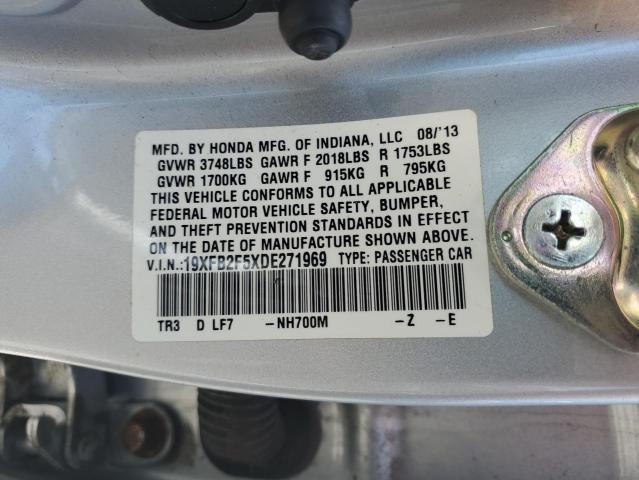 MFD. BY HONDA MFG. OF INDIANA, LLC 08/'13
GVWR 3748LBS GAWR F 2018LBS R 1753LBS
GVWR 1700KG GAWR F 915KG R 795KG
THIS VEHICLE CONFORMS TO ALL APPLICABLE
FEDERAL MOTOR VEHICLE SAFETY, BUMPER,
AND THEFT PREVENTION STANDARDS IN EFFECT
ON THE DATE OF MANUFACTURE SHOWN ABOVE.
V.I.N.:19XFB2F5XDE271969 TYPE: PASSENGER CAR
TR3 D LF7 -NH700M -Z -E